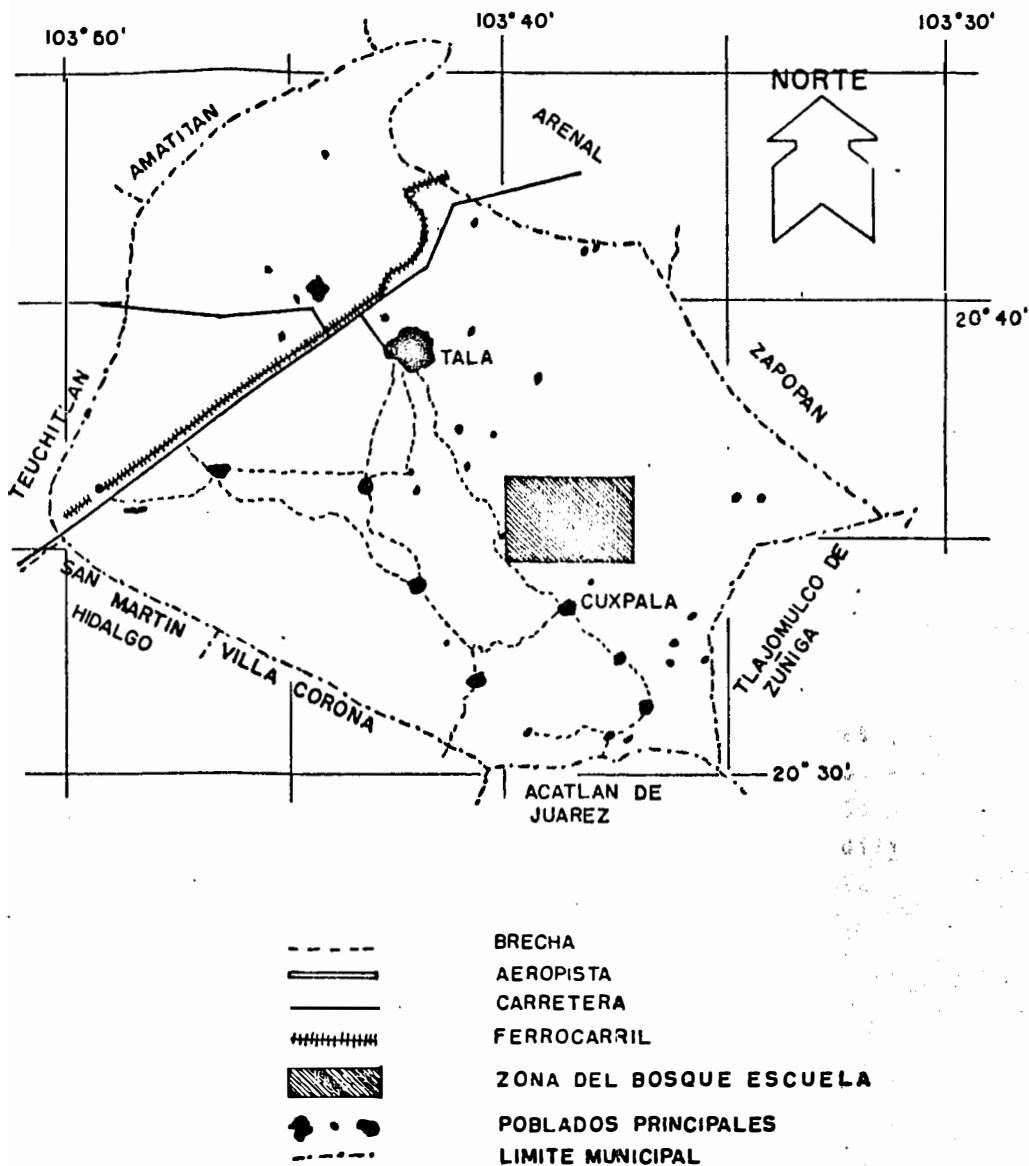 103° 50'
103° 40'
103° 30'
NORTE
AMATITAN
ARENAL
20° 40'
TALA
ZAPOPAN
TEUCHITLAN
CUXPALA
SAN MARTIN
HIDALGO
VILLA CORONA
TLAJOMULCO DE
ZUÑIGA
20° 30'
ACATLAN DE
JUAREZ
BRECHA
AEROPISTA
CARRETERA
FERROCARRIL
ZONA DEL BOSQUE ESCUELA
POBLADOS PRINCIPALES
LIMITE MUNICIPAL